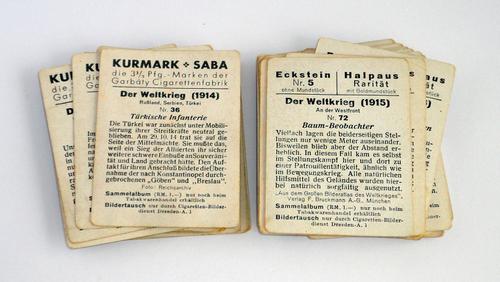 KURMARK + SABA
die 3⅓ Pfg.-Marken der
Garbáty Cigarettenfabrik
Der Weltkrieg (1914)
Rußland, Serbien, Türkei
Nr. 36
Türkische Infanterie
Die Türkei war zunächst unter Mobili-
sierung ihrer Streitkräfte neutral ge-
blieben. Am 29. 10. 14 trat sie auf die
Seite der Mittelmächte. Sie mußte das,
weil ein Sieg der Alliierten ihr sicher
weitere schwere Einbuße an Souveräni-
tät und Land gebracht hätte. Den Auf-
takt für ihren Anschluß bildet der Über-
nahme der nach Konstantinopel durch-
gebrochenen „Göben" und „Breslau".
Foto: Reichsarchiv
Sammelalbum (RM. 1.—) nur noch beim
Tabakwarenhandel erhältlich
Bildertausch nur durch Cigaretten-Bilder-
dienst Dresden-A. 1
Eckstein
Nr. 5
ohne Mundstück
Halpaus
Rarität
mit Goldmundstück
Der Weltkrieg (1915)
An der Westfront
Nr. 72
Baum-Beobachter
Vielfach lagen die beiderseitigen Stel-
lungen nur wenige Meter auseinander.
Bisweilen blieb aber der Abstand er-
heblich. In diesen Fall kam es selbst
im Stellungskampf hier und dort zu
einer Patrouillentätigkeit, ähnlich wie
im Bewegungskrieg. Alle natürlichen
Hilfsmittel des Geländes wurden hier-
bei natürlich sorgfältig ausgenutzt.
„Aus dem Großen Bilderatlas des Weltkrieges",
Verlag F. Bruckmann A.-G., München
Sammelalbum (RM. 1.—) nur noch beim
Tabakwarenhandel erhältlich
Bildertausch nur durch Cigaretten-Bilder-
dienst Dresden-A. 1